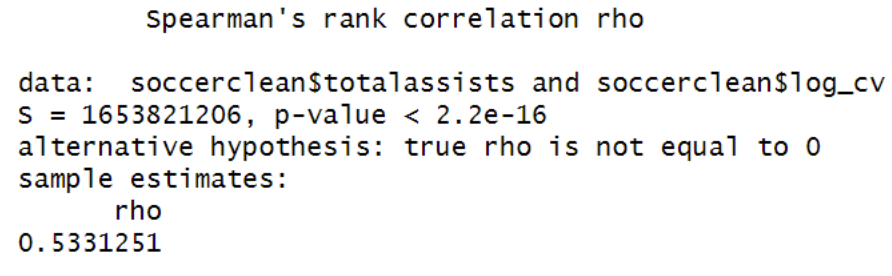 Spearman's rank correlation rho
data:  soccerclean$totalassists and soccerclean$log_cv
S = 1653821206, p-value < 2.2e-16
alternative hypothesis: true rho is not equal to 0
sample estimates:
rho
0.5331251